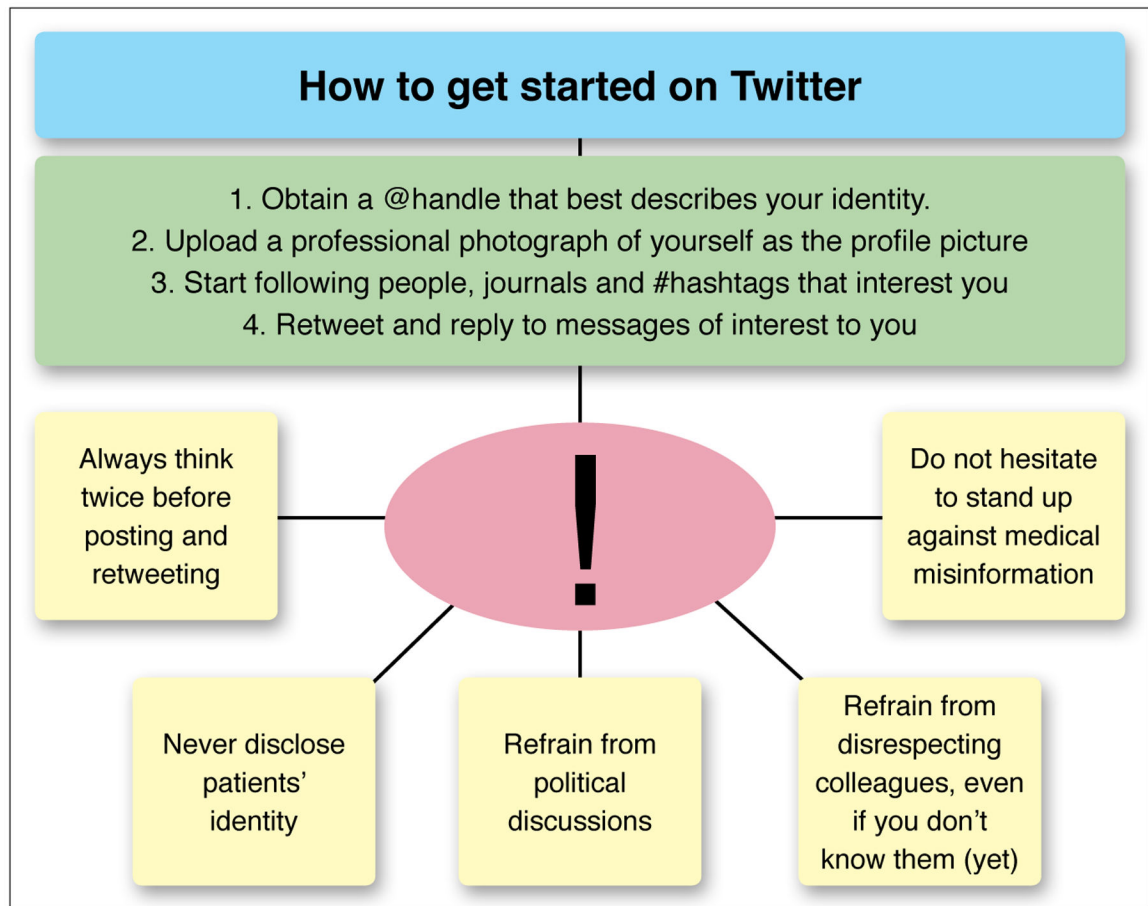 How to get started on Twitter
1. Obtain a @handle that best describes your identity.
2. Upload a professional photograph of yourself as the profile picture
3. Start following people, journals and #hashtags that interest you
4. Retweet and reply to messages of interest to you
!
Always think
twice before
posting and
retweeting
Do not hesitate
to stand up
against medical
misinformation
Never disclose
patients’
identity
Refrain from
political
discussions
Refrain from
disrespecting
colleagues, even
if you don’t
know them (yet)